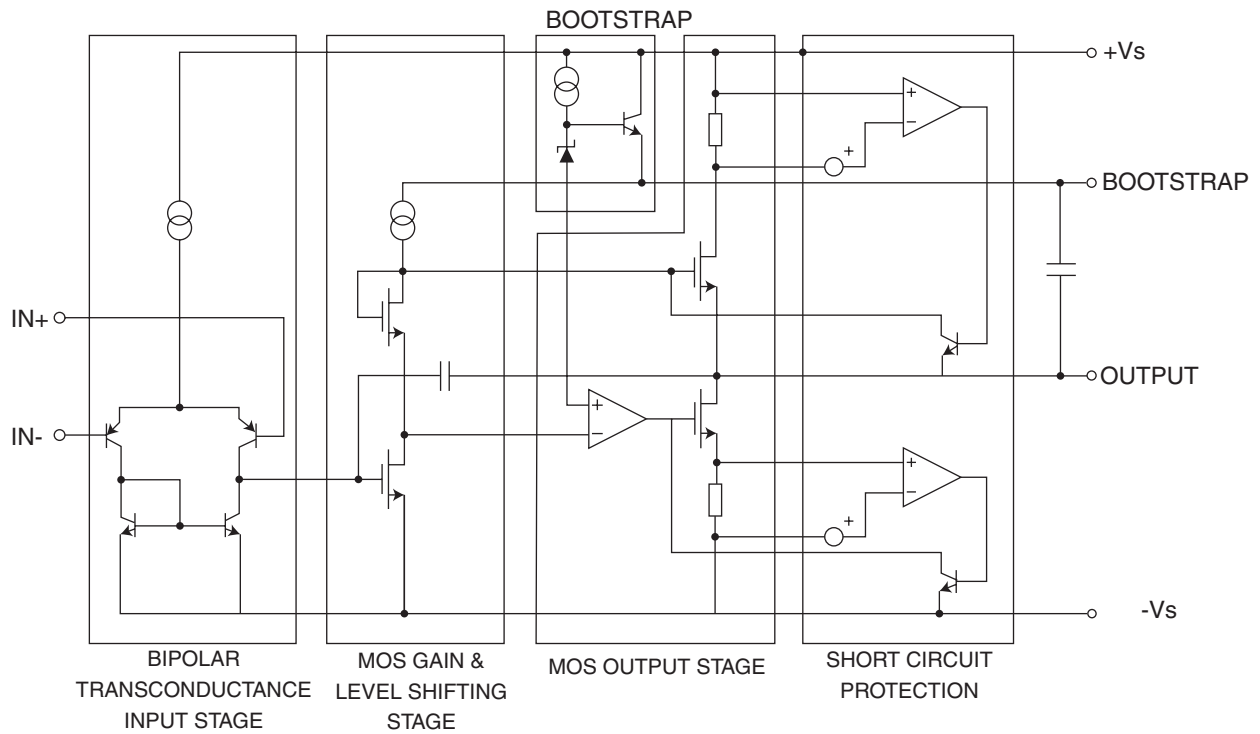 BOOTSTRAP
+Vs
+
−
+
BOOTSTRAP
IN+
OUTPUT
+
−
IN-
+
−
+
-Vs
BIPOLAR
TRANSCONDUCTANCE
INPUT STAGE
MOS GAIN &
LEVEL SHIFTING
STAGE
MOS OUTPUT STAGE
SHORT CIRCUIT
PROTECTION